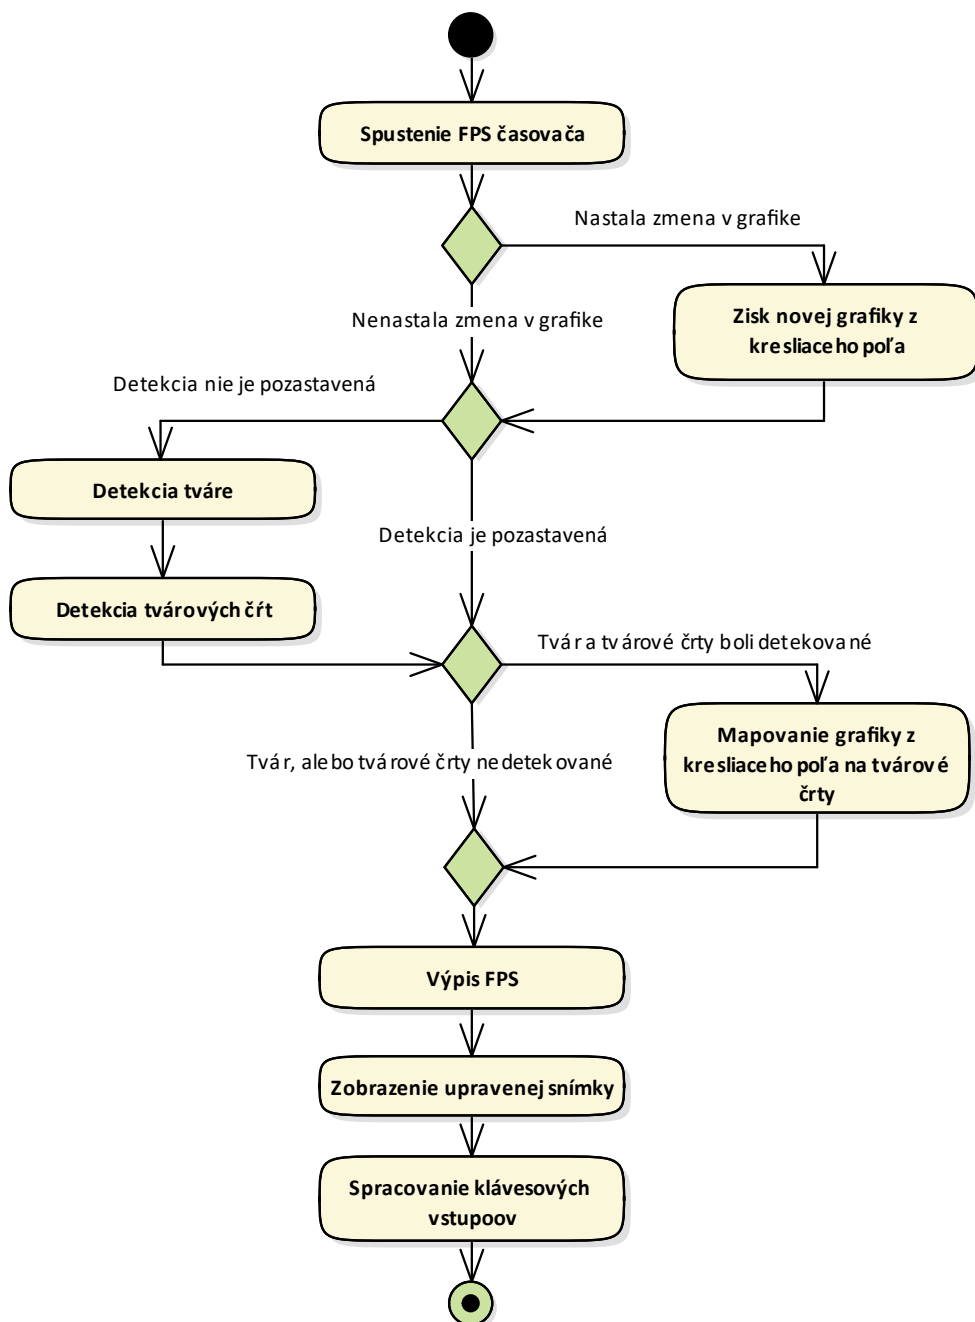 Spustenie FPS časovača
Nastala zmena v grafike
Nenastala zmena v grafike
Zisk novej grafiky z
kresliaceho poľa
Detekcia nie je pozastavená
Detekcia tváre
Detekcia je pozastavená
Detekcia tvárových čŕt
Tvár a tvárové črty boli detekované
Mapovanie grafiky z
kresliaceho poľa na tvárové
črty
Tvár, alebo tvárové črty nedetekované
Výpis FPS
Zobrazenie upravenej snímky
Spracovanie klávesových
vstupoov